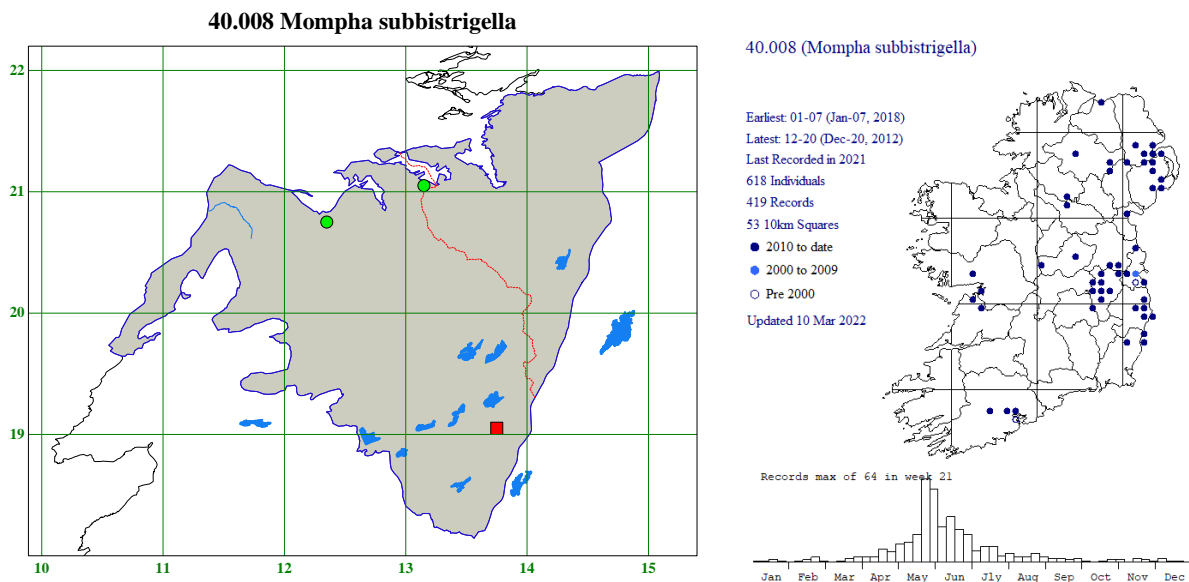 40.008 Mompha subbistrigella
22
21
20
19
10 11 12 13 14 15
40.008 (Mompha subbistrigella)
Earliest: 01-07 (Jan-07, 2018)
Latest: 12-20 (Dec-20, 2012)
Last Recorded in 2021
618 Individuals
419 Records
53 10km Squares
2010 to date
2000 to 2009
Pre 2000
Updated 10 Mar 2022
Records max of 64 in week 21
Jan Feb Mar Apr May Jun Jly Aug Sep Oct Nov Dec